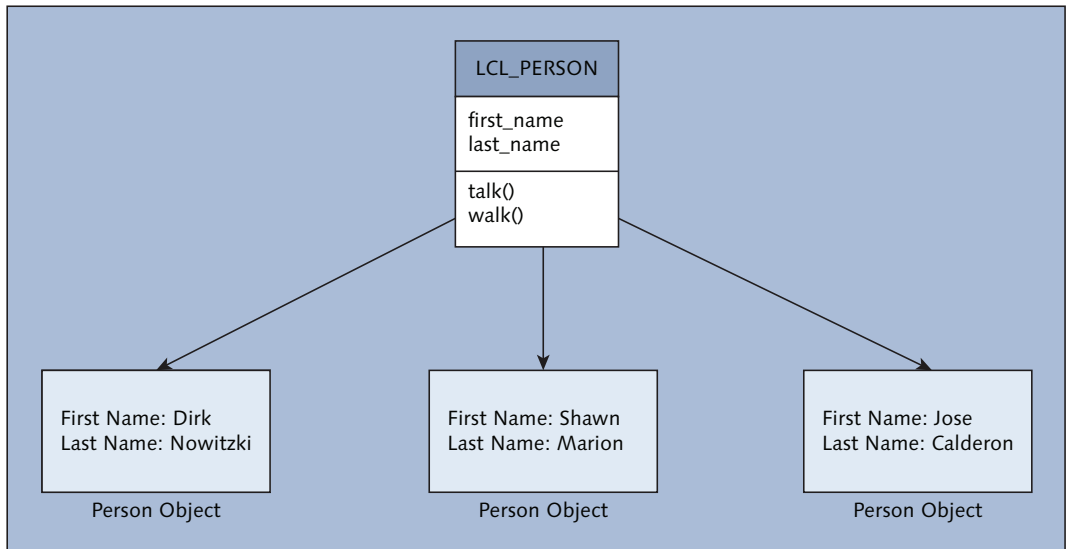 LCL_PERSON
first_name
last_name
talk()
walk()
First Name: Dirk
Last Name: Nowitzki
Person Object
First Name: Shawn
Last Name: Marion
Person Object
First Name: Jose
Last Name: Calderon
Person Object